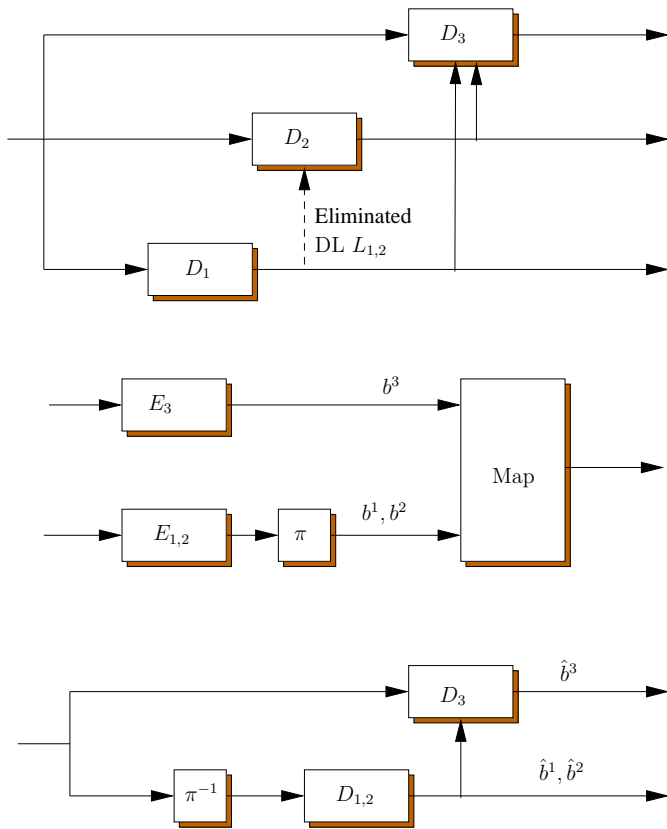 D₃
D₂
Eliminated
DL L₁,₂
D₁
E₃
b³
Map
E₁,₂
π
b¹, b²
D₃
b̂³
π⁻¹
D₁,₂
b̂¹, b̂²